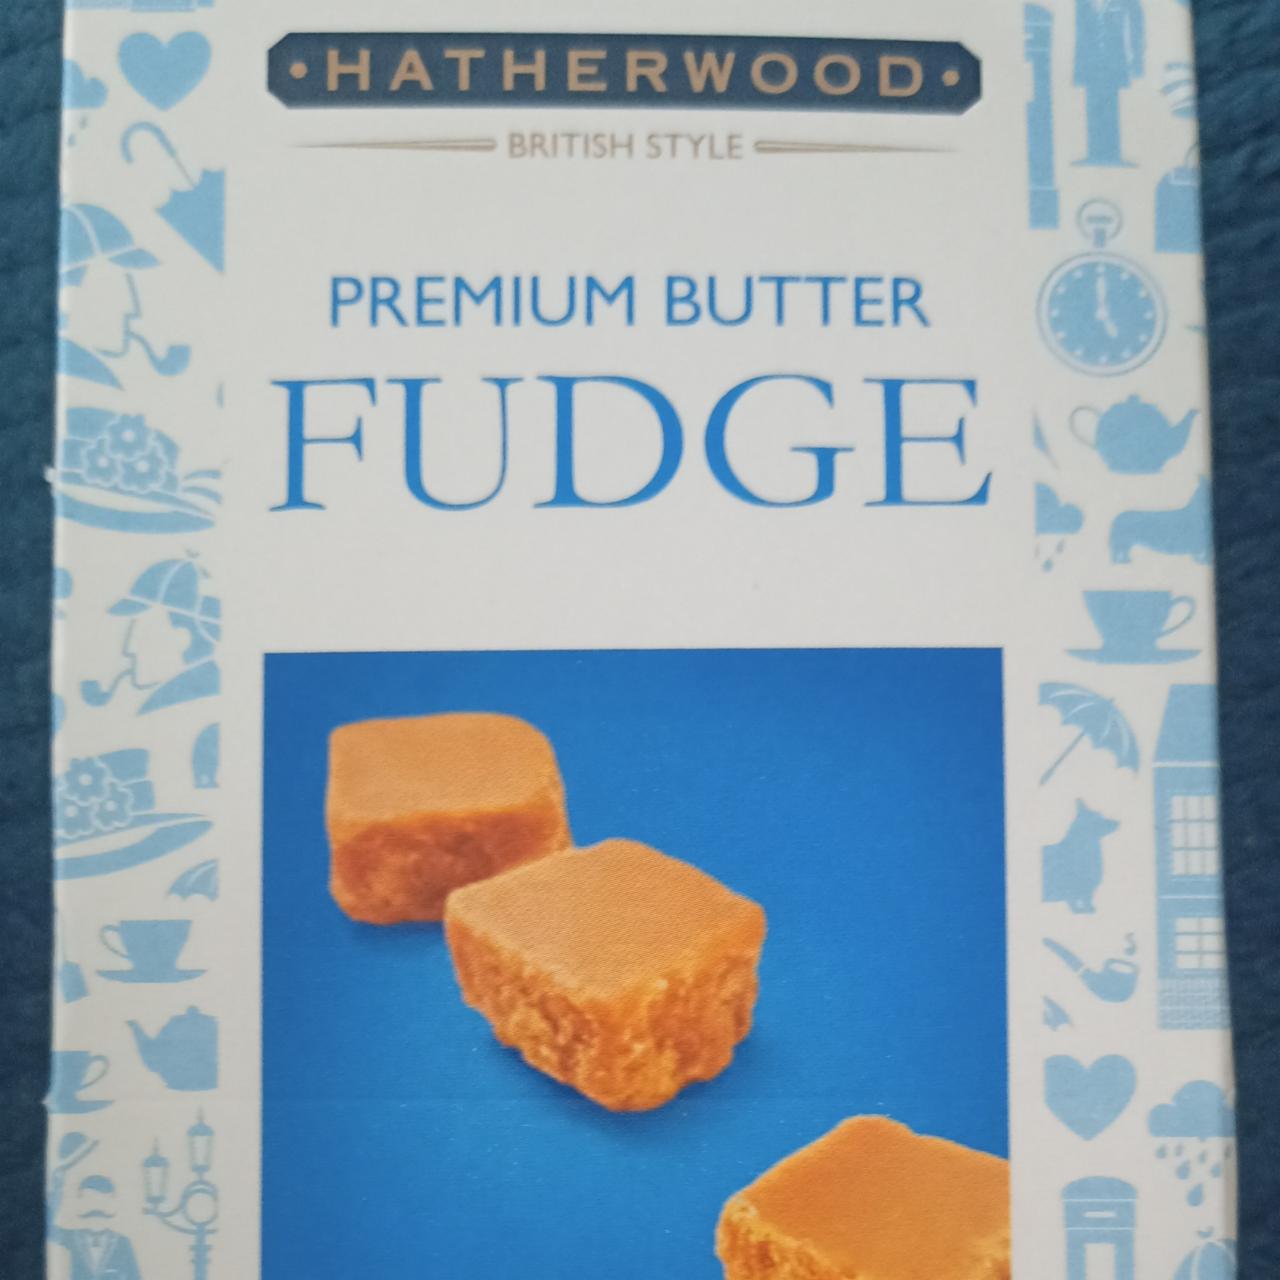 • HATHERWOOD •
BRITISH STYLE
PREMIUM BUTTER
FUDGE